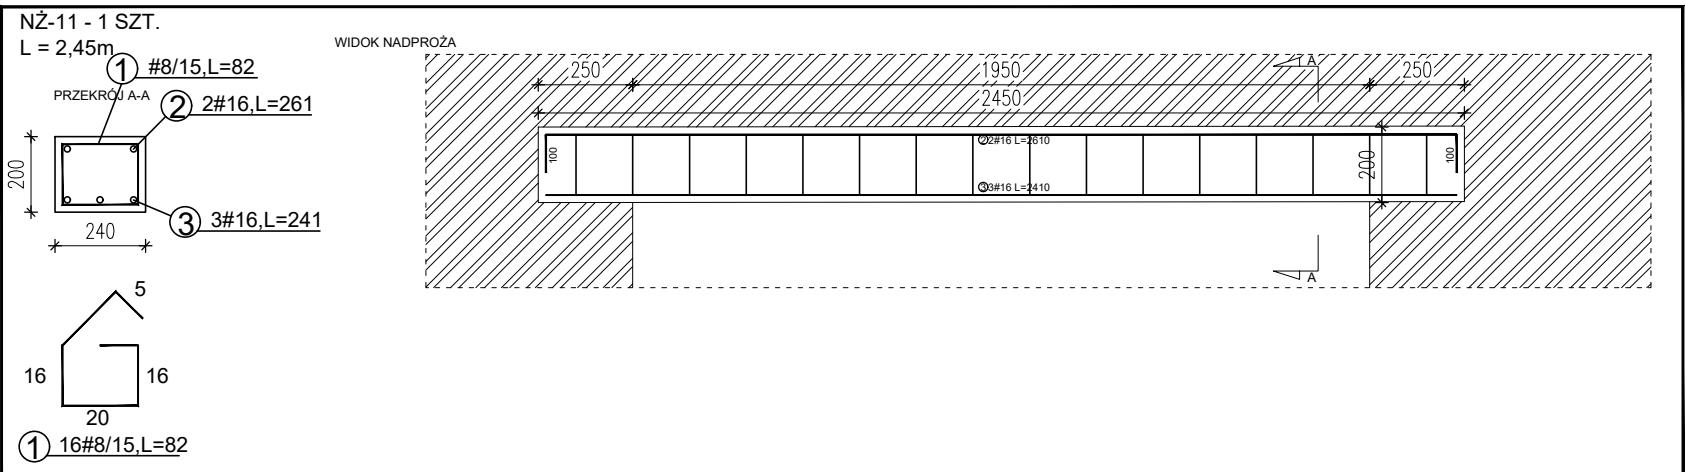 NŻ-11 - 1 SZT.
L = 2,45m
1 #8/15,L=82
PRZEKRÓJ A-A
2 2#16,L=261
200
240
3 3#16,L=241
5
16
16
20
1 16#8/15,L=82
WIDOK NADPROŻA
250
1950
250
2450
A
2 2#16 L=2610
100
200
100
3 3#16 L=2410
A